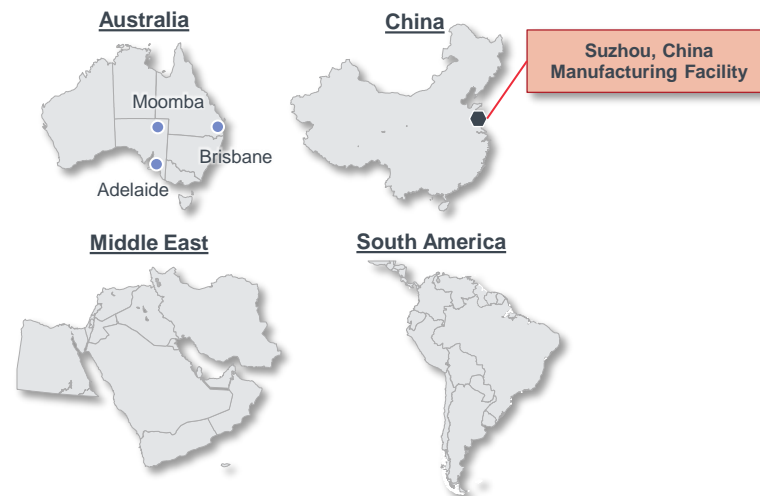 Australia
China
Suzhou, China
Manufacturing Facility
Moomba
Brisbane
Adelaide
Middle East
South America